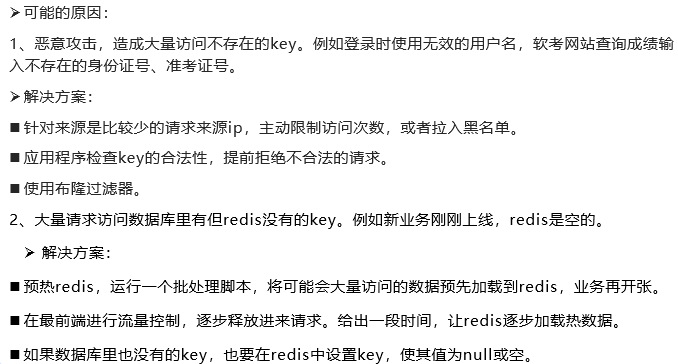 ➢可能的原因：
1、恶意攻击，造成大量访问不存在的key。例如登录时使用无效的用户名，软考网站查询成绩输
入不存在的身份证号、准考证号。
➢解决方案：
■针对来源是比较少的请求来源ip，主动限制访问次数，或者拉入黑名单。
■应用程序检查key的合法性，提前拒绝不合法的请求。
■使用布隆过滤器。
2、大量请求访问数据库里有但redis没有的key。例如新业务刚刚上线，redis是空的。
➢ 解决方案：
■预热redis，运行一个批处理脚本，将可能会大量访问的数据预先加载到redis，业务再开张。
■在最前端进行流量控制，逐步释放进来请求。给出一段时间，让redis逐步加载热数据。
■如果数据库里也没有的key，也要在redis中设置key，使其值为null或空。